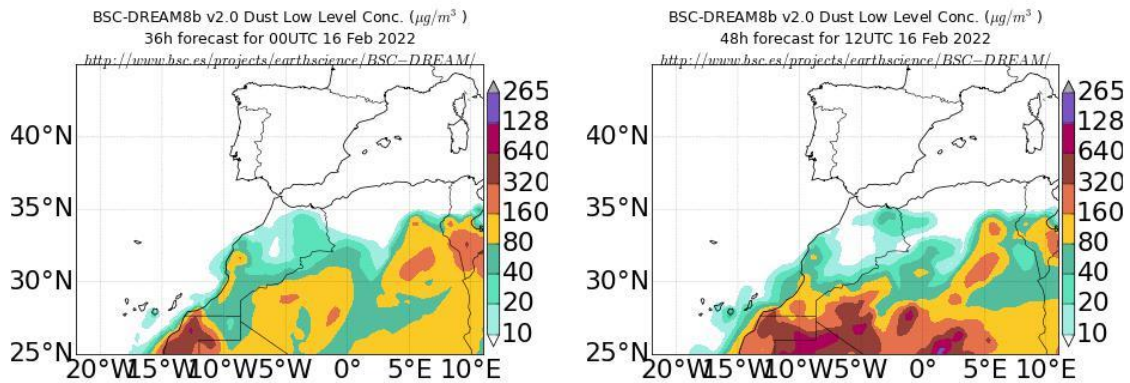 BSC-DREAM8b v2.0 Dust Low Level Conc. (μg/m³ )
36h forecast for 00UTC 16 Feb 2022
http://www.bsc.es/projects/earthscience/BSC−DREAM/
40°N
35°N
30°N
25°N
20°W
15°W
10°W
5°W
0°
5°E
10°E
265
128
640
320
160
80
40
20
10
BSC-DREAM8b v2.0 Dust Low Level Conc. (μg/m³ )
48h forecast for 12UTC 16 Feb 2022
http://www.bsc.es/projects/earthscience/BSC−DREAM/
40°N
35°N
30°N
25°N
20°W
15°W
10°W
5°W
0°E
5°E
10°E
265
128
640
320
160
80
40
20
10